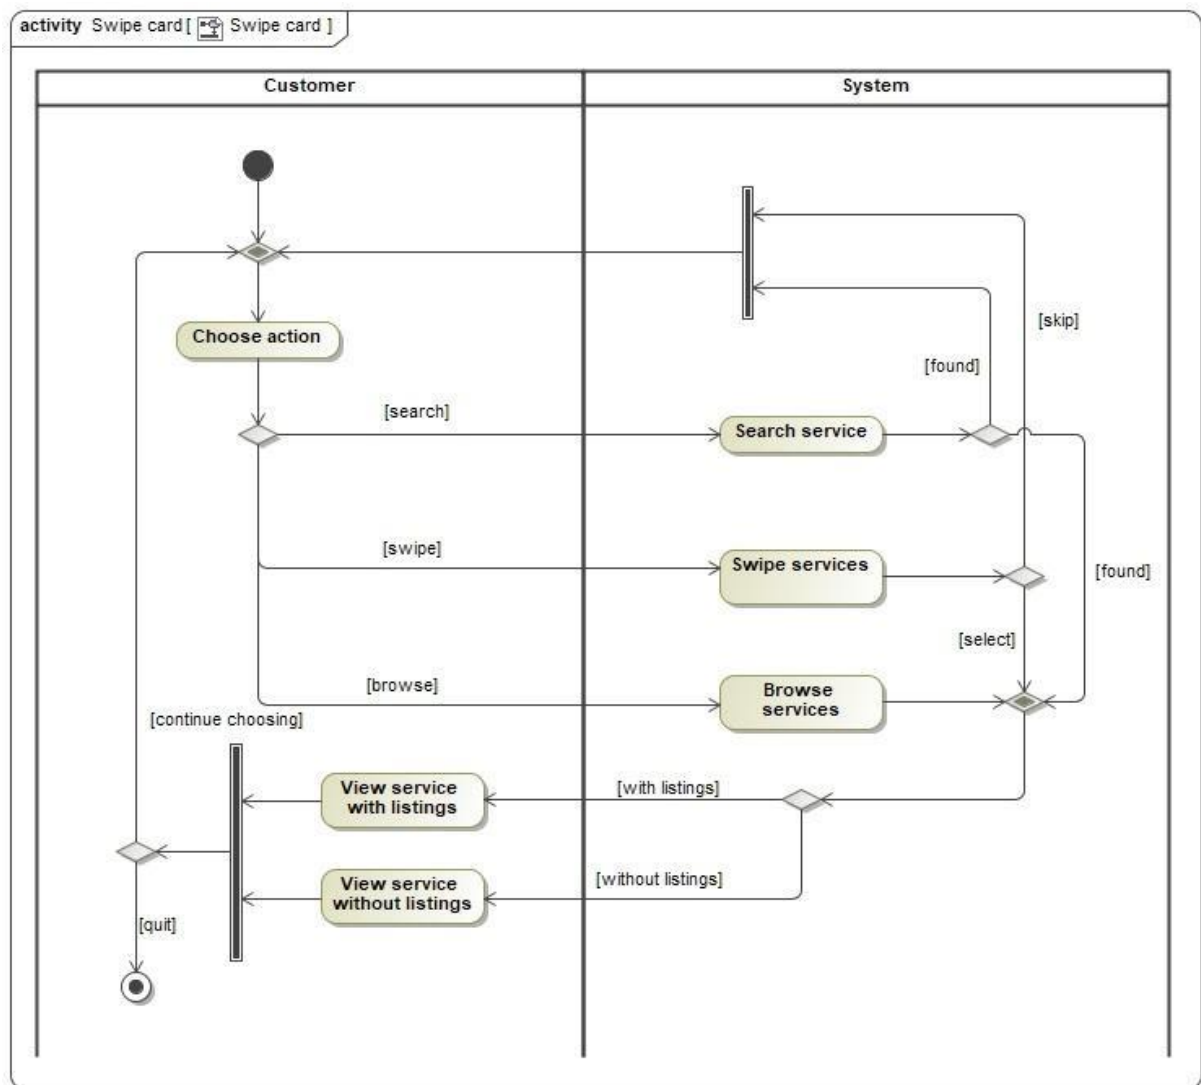 activity Swipe card [ Swipe card ]
Customer
System
Choose action
[skip]
[found]
[search]
Search service
[swipe]
Swipe services
[found]
[select]
[browse]
Browse
services
[continue choosing]
View service
with listings
[with listings]
View service
without listings
[without listings]
[quit]